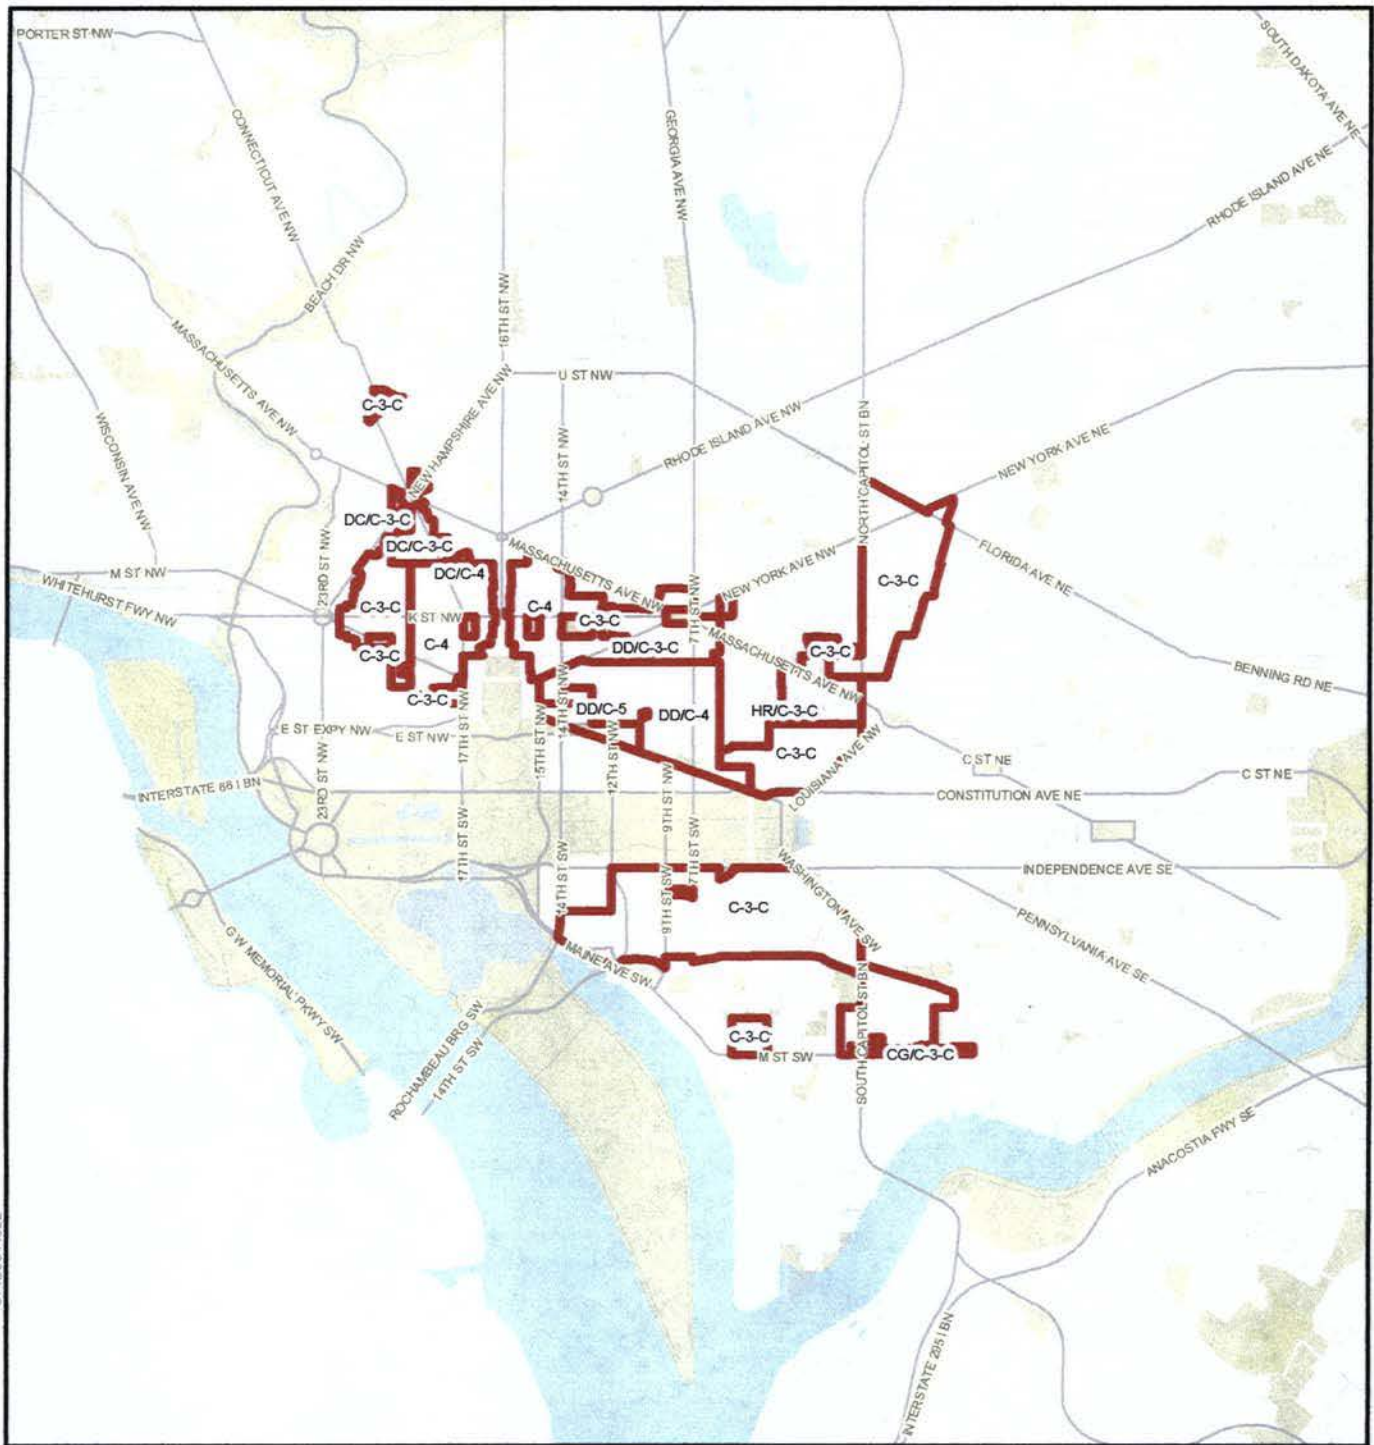 PORTER ST NW
SOUTH DAKOTA AVE NE
CONNECTICUT AVE NW
GEORGIA AVE NW
RHODE ISLAND AVE NE
BEACH DR NW
MASSACHUSETTS AVE NW
16TH ST NW
U ST NW
C-3-C
WISCONSIN AVE NW
NEW HAMPSHIRE AVE NW
14TH ST NW
RHODE ISLAND AVE NW
NORTH CAPITOL ST BN
NEW YORK AVE NE
DC/C-3-C
DC/C-3-C
MASSACHUSETTS AVE NW
FLORIDA AVE NE
M ST NW
23RD ST NW
DC/C-4
7TH ST NW
NEW YORK AVE NW
C-3-C
WHITEHURST FWY NW
C-3-C
C-4
K ST NW
C-3-C
C-4
DD/C-3-C
MASSACHUSETTS AVE NW
C-3-C
C-3-C
BENNING RD NE
C-3-C
17TH ST NW
14TH ST NW
DD/C-5
DD/C-4
HR/C-3-C
E ST EXPY NW
E ST NW
15TH ST NW
12TH ST NW
9TH ST NW
C-3-C
LOUISIANA AVE NW
C ST NE
C ST NE
INTERSTATE 66 I BN
23RD ST NW
CONSTITUTION AVE NE
17TH ST SW
14TH ST SW
9TH ST SW
7TH ST SW
WASHINGTON AVE SW
INDEPENDENCE AVE SE
C-3-C
PENNSYLVANIA AVE SE
G W MEMORIAL PKWY SW
MAINE AVE SW
ROCHAMBEAU BRG SW
14TH ST SW
C-3-C
M ST SW
SOUTH CAPITOL ST BN
CG/C-3-C
ANACOSTIA FWY SE
INTERSTATE 295 I BN